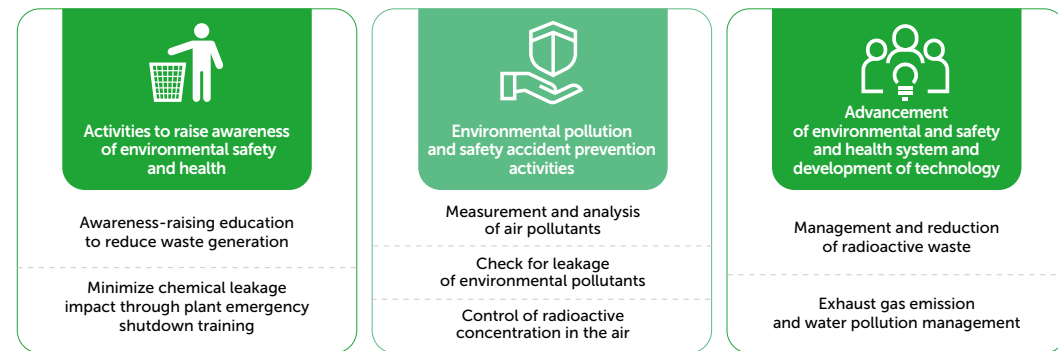 Activities to raise awareness
of environmental safety
and health
Awareness-raising education
to reduce waste generation
Minimize chemical leakage
impact through plant emergency
shutdown training
Environmental pollution
and safety accident prevention
activities
Measurement and analysis
of air pollutants
Check for leakage
of environmental pollutants
Control of radioactive
concentration in the air
Advancement
of environmental and safety
and health system and
development of technology
Management and reduction
of radioactive waste
Exhaust gas emission
and water pollution management